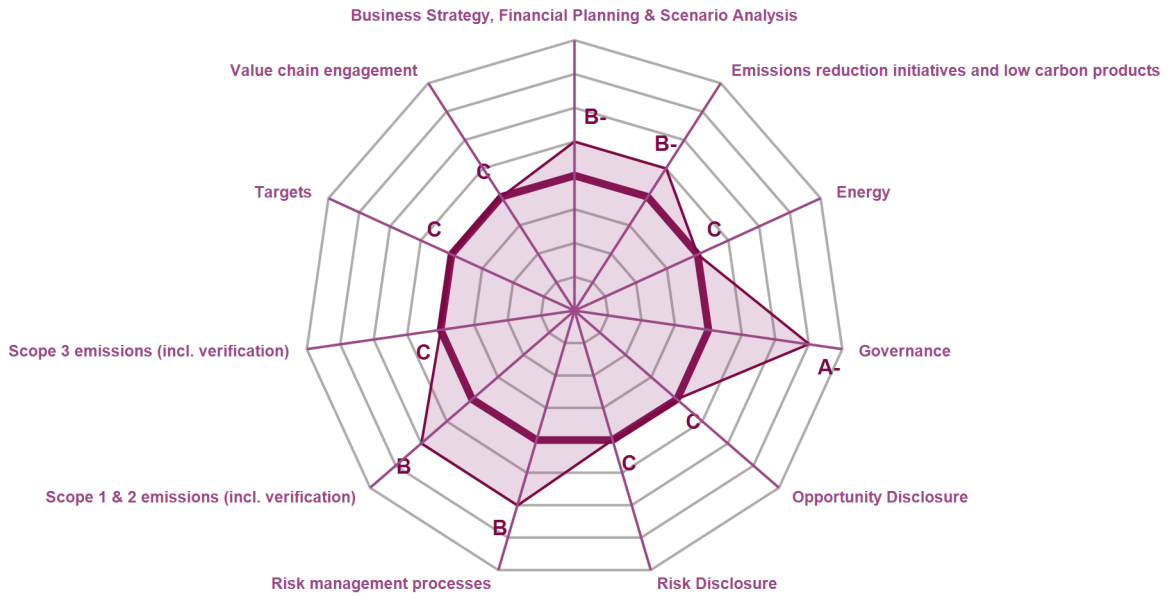 Business Strategy, Financial Planning & Scenario Analysis
Value chain engagement
Emissions reduction initiatives and low carbon products
B-
B-
C
Targets
Energy
C
C
Scope 3 emissions (incl. verification)
C
Governance
A-
C
B
C
Scope 1 & 2 emissions (incl. verification)
Opportunity Disclosure
B
Risk management processes
Risk Disclosure